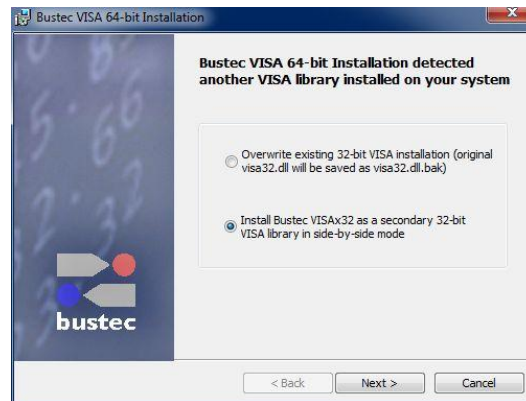 Bustec VISA 64-bit Installation
Bustec VISA 64-bit Installation detected
another VISA library installed on your system
Overwrite existing 32-bit VISA installation (original
visa32.dll will be saved as visa32.dll.bak)
Install Bustec VISAx32 as a secondary 32-bit
VISA library in side-by-side mode
bustec
< Back
Next >
Cancel